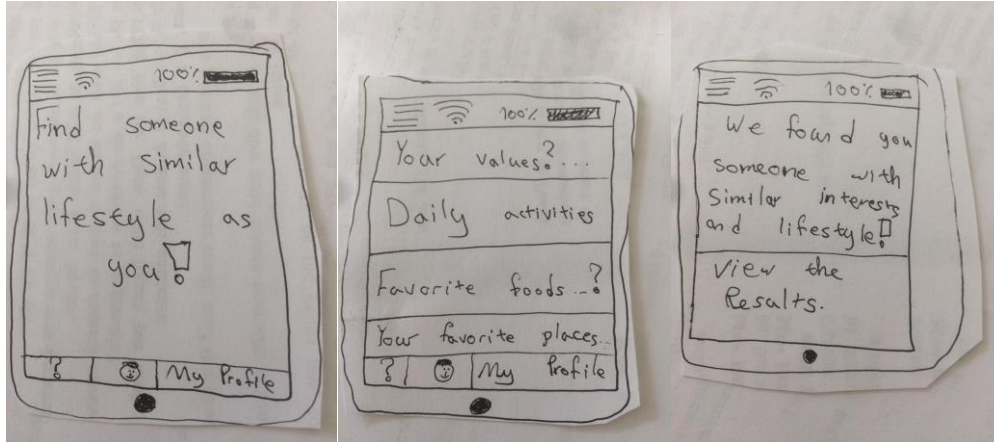 100%
Find someone
with Similar
lifestyle as
you!
? My Profile
100%
Your values?...
Daily activities
Favorite foods...?
Your favorite places...
? My Profile
100%
We found you
someone with
Similar interests
and lifestyle!
View the
Results.